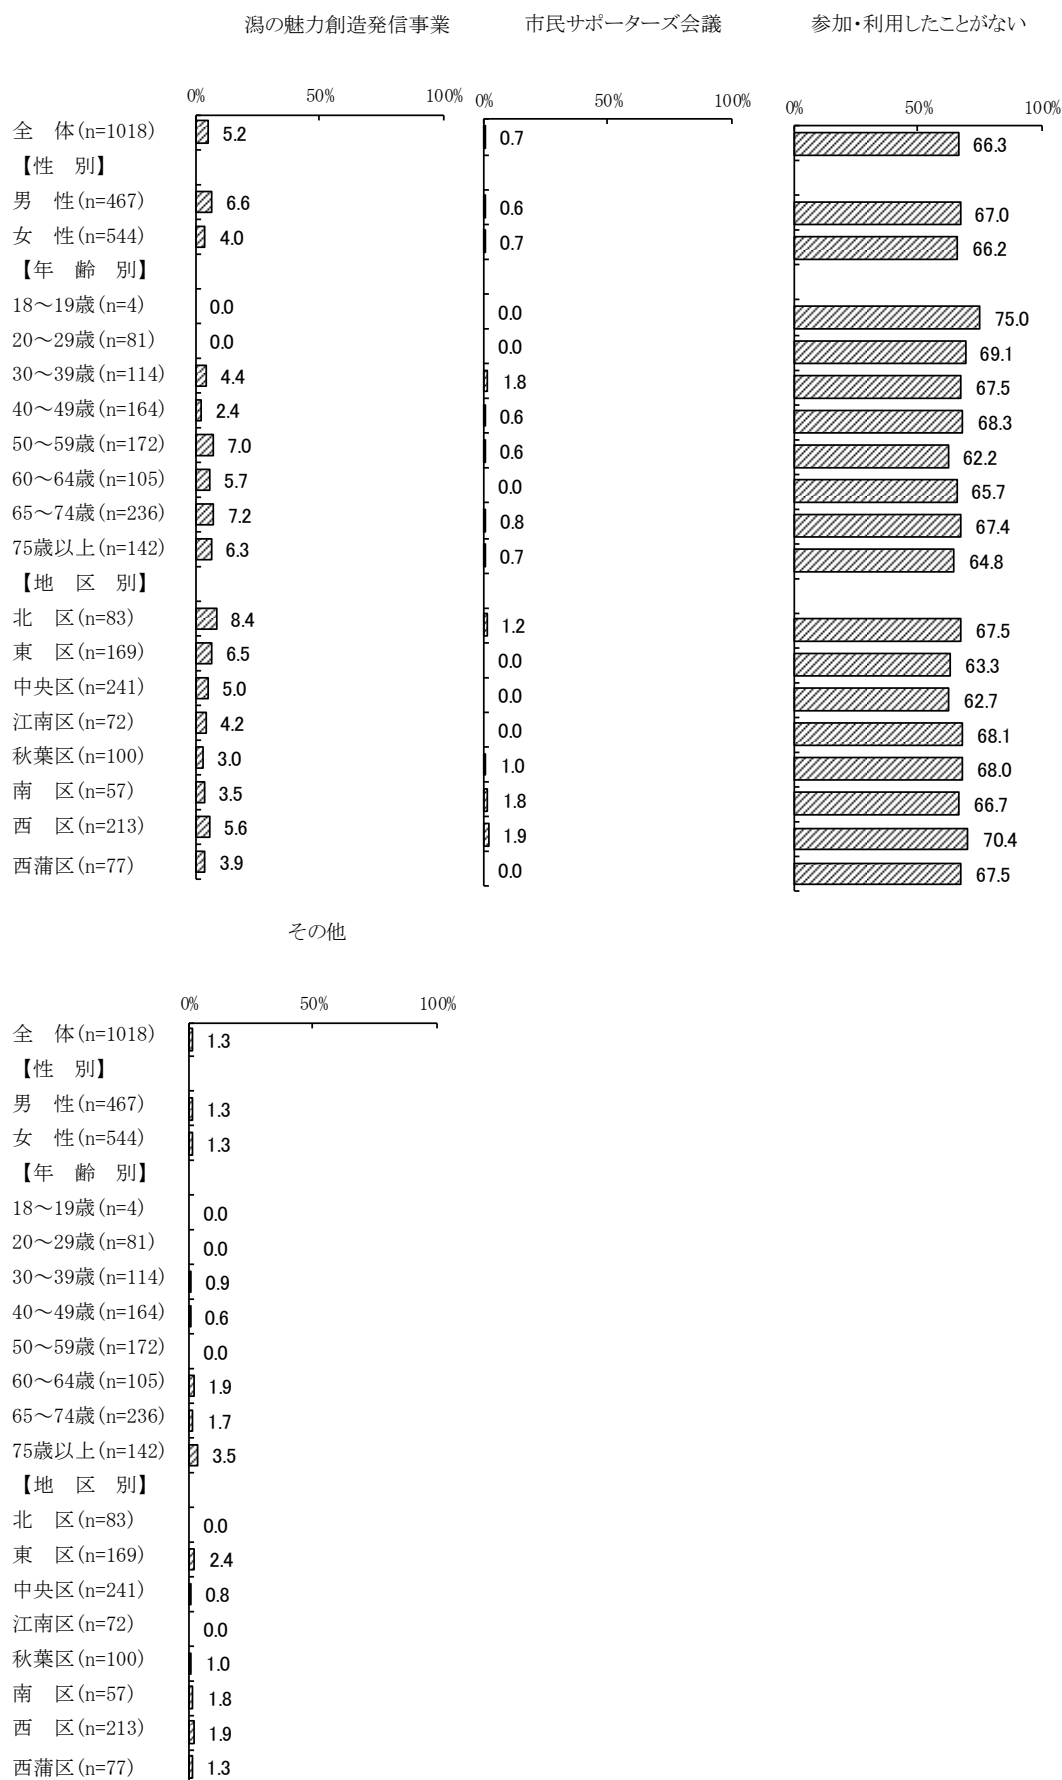 潟の魅力創造発信事業 市民サポーターズ会議 参加・利用したことがない
0% 50% 100% 0% 50% 100% 0% 50% 100%
全　体(n=1018) 5.2 0.7 66.3
【性　別】
男　性(n=467) 6.6 0.6 67.0
女　性(n=544) 4.0 0.7 66.2
【年　齢　別】
18～19歳(n=4) 0.0 0.0 75.0
20～29歳(n=81) 0.0 0.0 69.1
30～39歳(n=114) 4.4 1.8 67.5
40～49歳(n=164) 2.4 0.6 68.3
50～59歳(n=172) 7.0 0.6 62.2
60～64歳(n=105) 5.7 0.0 65.7
65～74歳(n=236) 7.2 0.8 67.4
75歳以上(n=142) 6.3 0.7 64.8
【地　区　別】
北　区(n=83) 8.4 1.2 67.5
東　区(n=169) 6.5 0.0 63.3
中央区(n=241) 5.0 0.0 62.7
江南区(n=72) 4.2 0.0 68.1
秋葉区(n=100) 3.0 1.0 68.0
南　区(n=57) 3.5 1.8 66.7
西　区(n=213) 5.6 1.9 70.4
西蒲区(n=77) 3.9 0.0 67.5
その他
0% 50% 100%
全　体(n=1018) 1.3
【性　別】
男　性(n=467) 1.3
女　性(n=544) 1.3
【年　齢　別】
18～19歳(n=4) 0.0
20～29歳(n=81) 0.0
30～39歳(n=114) 0.9
40～49歳(n=164) 0.6
50～59歳(n=172) 0.0
60～64歳(n=105) 1.9
65～74歳(n=236) 1.7
75歳以上(n=142) 3.5
【地　区　別】
北　区(n=83) 0.0
東　区(n=169) 2.4
中央区(n=241) 0.8
江南区(n=72) 0.0
秋葉区(n=100) 1.0
南　区(n=57) 1.8
西　区(n=213) 1.9
西蒲区(n=77) 1.3